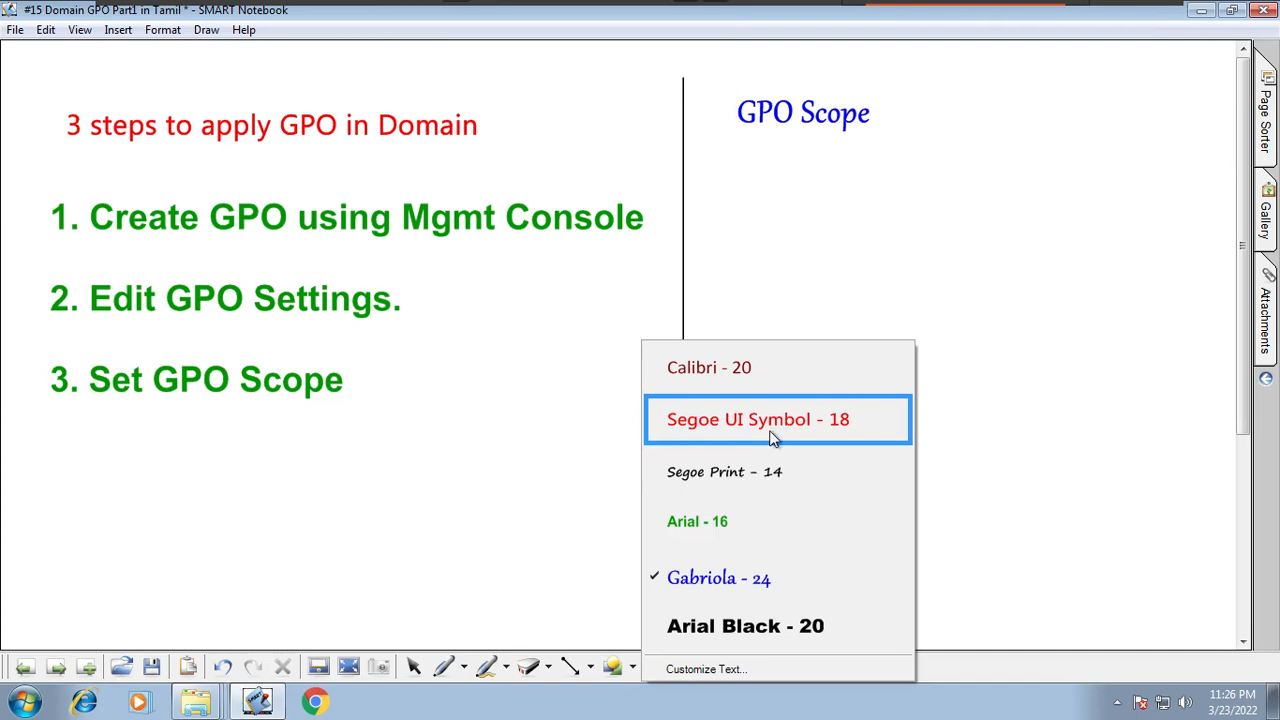 #15 Domain GPO Part1 in Tamil * - SMART Notebook
File Edit View Insert Format Draw Help
3 steps to apply GPO in Domain
1. Create GPO using Mgmt Console
2. Edit GPO Settings.
3. Set GPO Scope
GPO Scope
Calibri - 20
Segoe UI Symbol - 18
Segoe Print - 14
Arial - 16
Gabriola - 24
Arial Black - 20
Customize Text...
Page Sorter
Gallery
Attachments
11:26 PM
3/23/2022